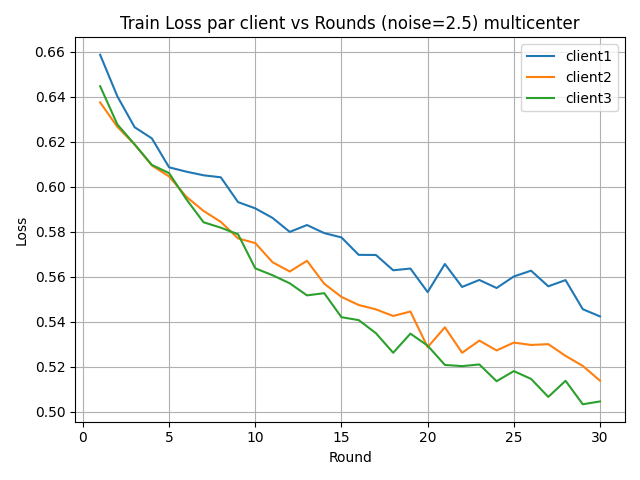 Train Loss par client vs Rounds (noise=2.5) multicenter
client1
client2
client3
Loss
0.66
0.64
0.62
0.60
0.58
0.56
0.54
0.52
0.50
0 5 10 15 20 25 30
Round